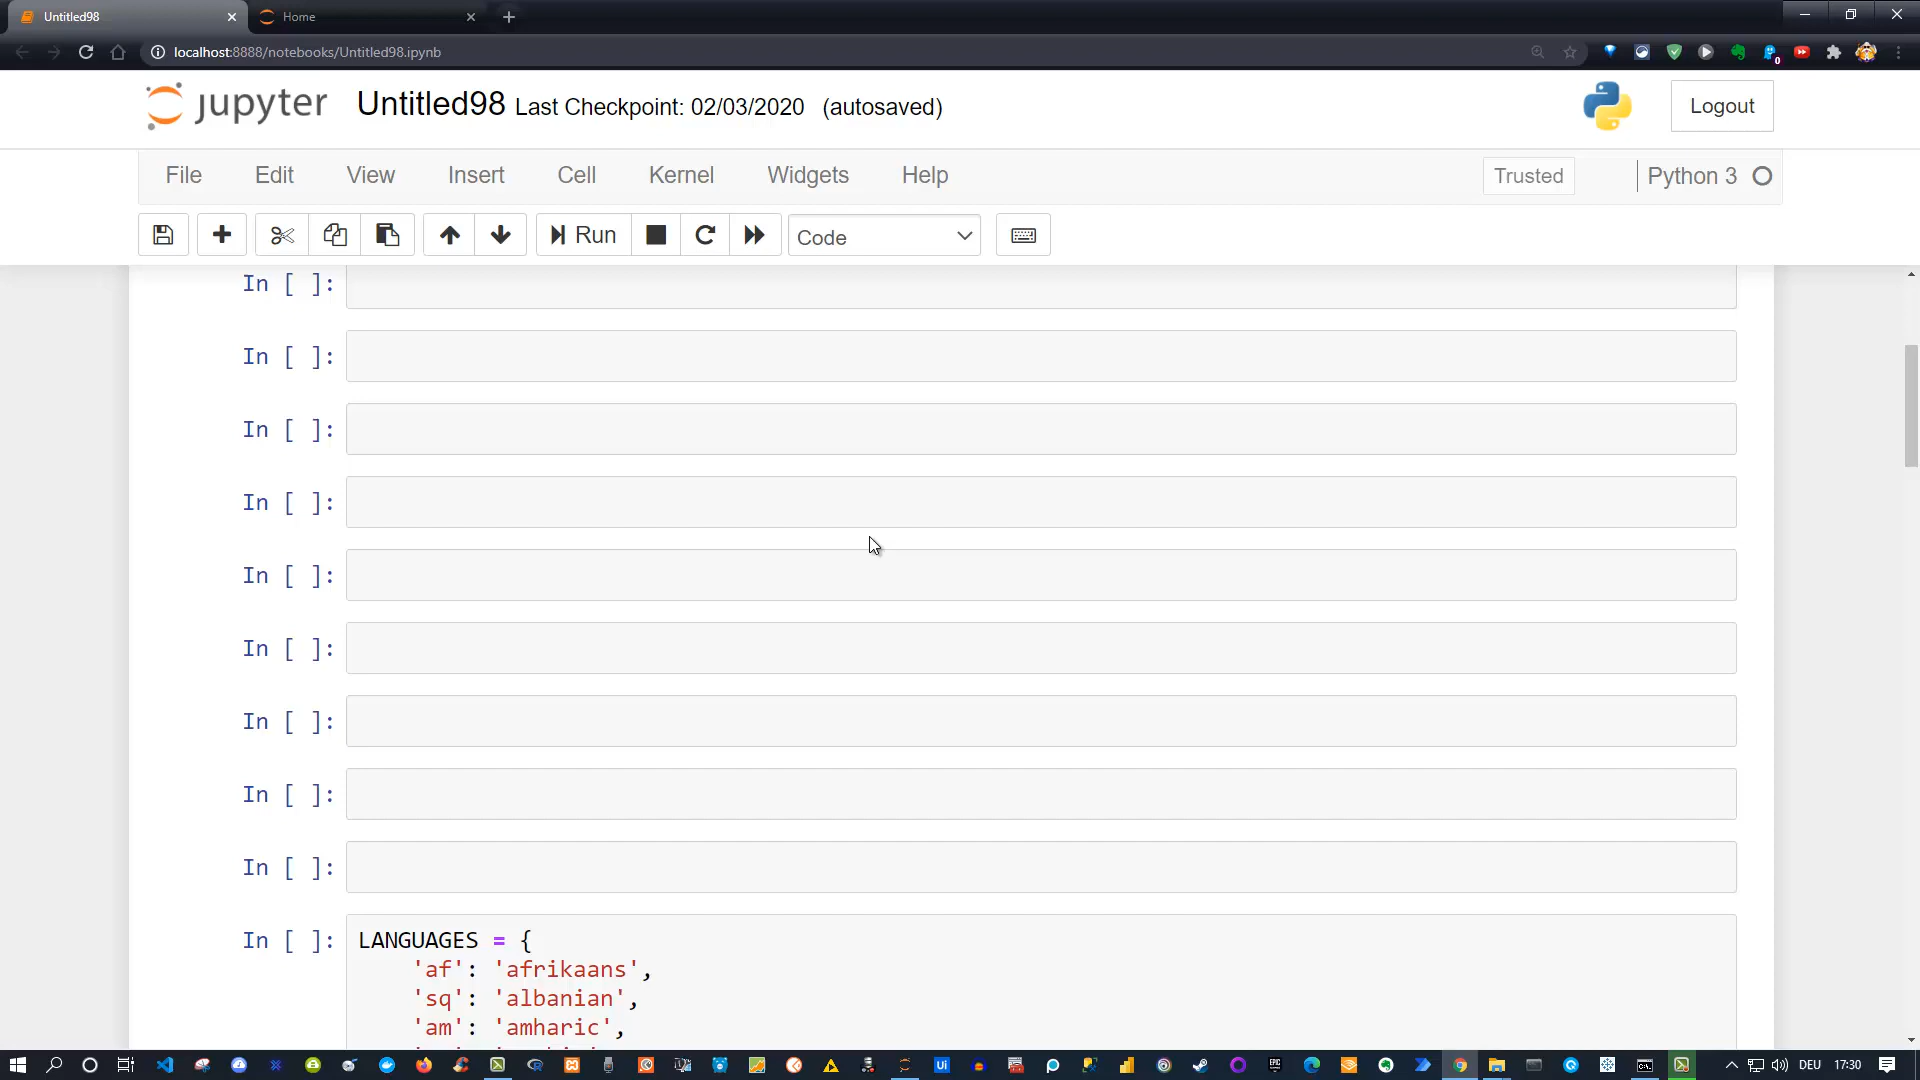 Untitled98
Home
localhost:8888/notebooks/Untitled98.ipynb
0
jupyter Untitled98 Last Checkpoint: 02/03/2020 (autosaved)
Logout
File Edit View Insert Cell Kernel Widgets Help
Trusted
Python 3
Run
Code
In [ ]:
In [ ]:
In [ ]:
In [ ]:
In [ ]:
In [ ]:
In [ ]:
In [ ]:
In [ ]:
In [ ]: LANGUAGES = {
'af': 'afrikaans',
'sq': 'albanian',
'am': 'amharic',
Ui
DEU
17:30